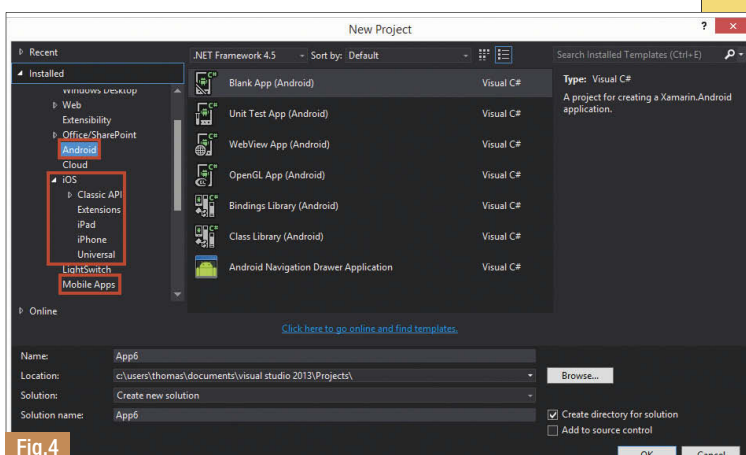 New Project
?
×
Recent
.NET Framework 4.5
Sort by: Default
Search Installed Templates (Ctrl+E)
Installed
Windows Desktop
Web
Extensibility
Office/SharePoint
Android
Cloud
iOS
Classic API
Extensions
iPad
iPhone
Universal
LightSwitch
Mobile Apps
Online
Blank App (Android) Visual C#
Unit Test App (Android) Visual C#
WebView App (Android) Visual C#
OpenGL App (Android) Visual C#
Bindings Library (Android) Visual C#
Class Library (Android) Visual C#
Android Navigation Drawer Application Visual C#
Type: Visual C#
A project for creating a Xamarin.Android
application.
Click here to go online and find templates.
Name: App6
Location: c:\users\thomas\documents\visual studio 2013\Projects\
Browse...
Solution: Create new solution
Solution name: App6
Create directory for solution
Add to source control
OK
Cancel
Fig.4